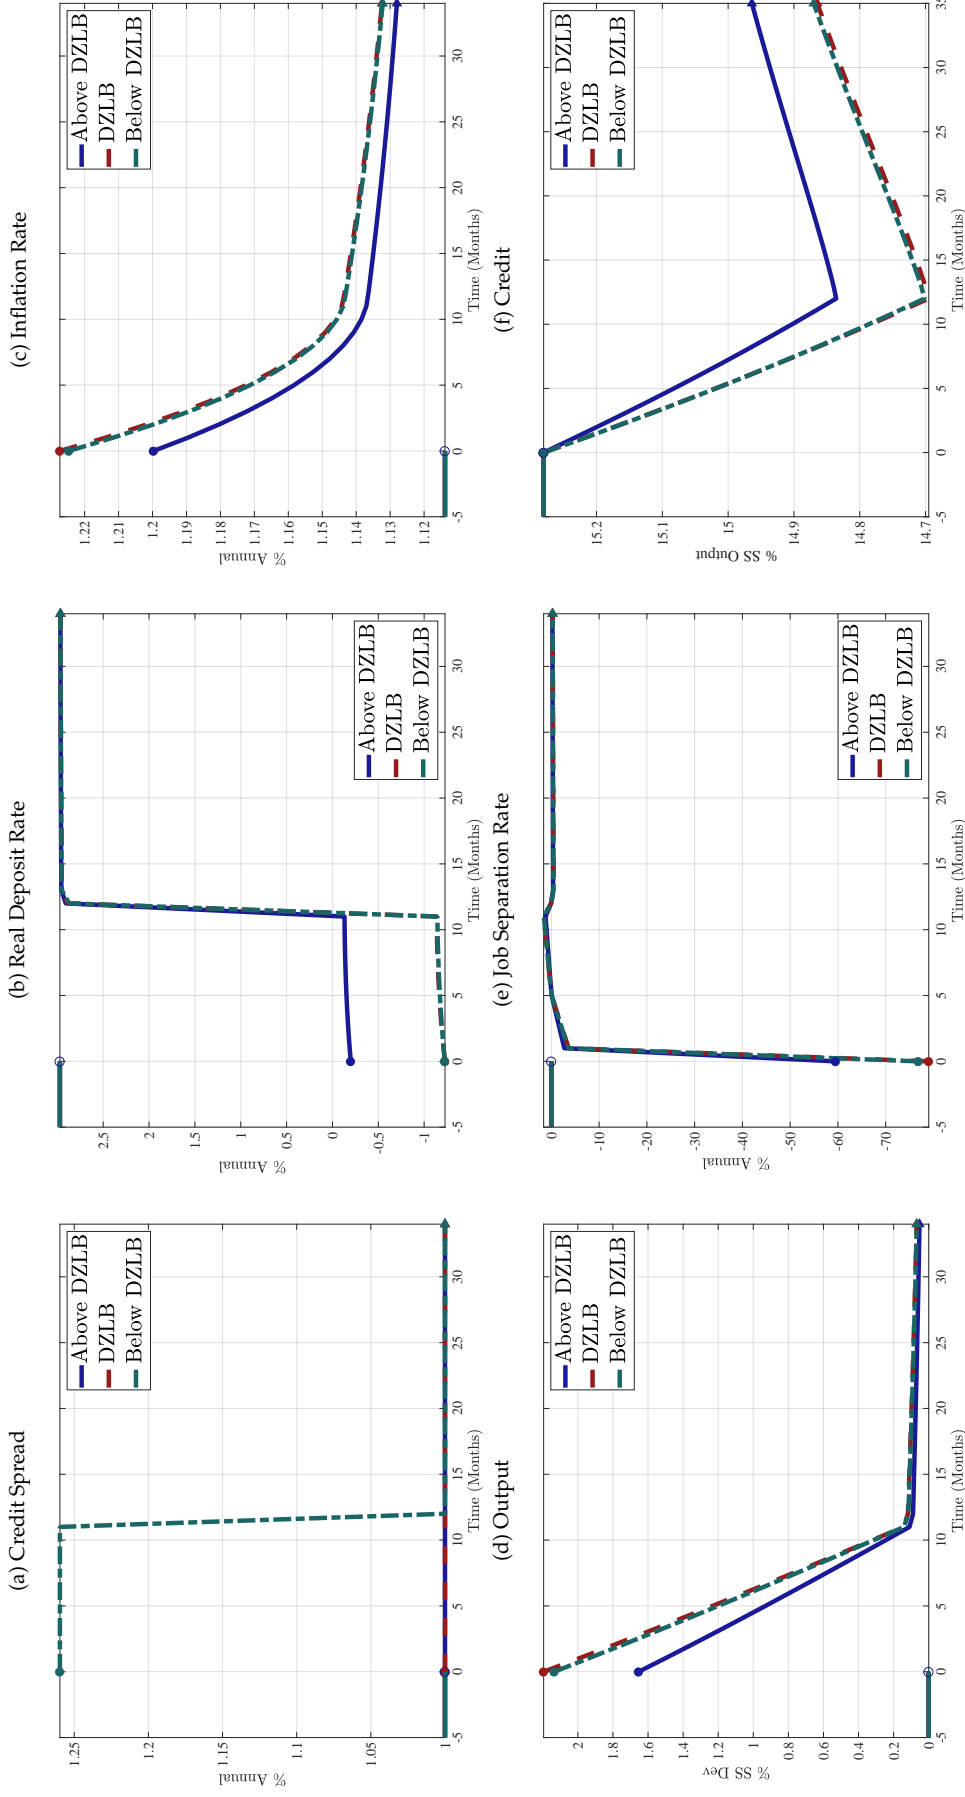 (a) Credit Spread
% Annual
1.25
1.2
1.15
1.1
1.05
1
-5 0 5 10 15 20 25 30
Time (Months)
Above DZLB
DZLB
Below DZLB
(b) Real Deposit Rate
% Annual
2.5
2
1.5
1
0.5
0
-0.5
-1
-5 0 5 10 15 20 25 30
Time (Months)
Above DZLB
DZLB
Below DZLB
(c) Inflation Rate
% Annual
1.22
1.21
1.2
1.19
1.18
1.17
1.16
1.15
1.14
1.13
1.12
-5 0 5 10 15 20 25 30
Time (Months)
Above DZLB
DZLB
Below DZLB
(d) Output
% SS Dev
2
1.8
1.6
1.4
1.2
1
0.8
0.6
0.4
0.2
0
-5 0 5 10 15 20 25 30
Time (Months)
Above DZLB
DZLB
Below DZLB
(e) Job Separation Rate
% Annual
0
-10
-20
-30
-40
-50
-60
-70
-5 0 5 10 15 20 25 30
Time (Months)
Above DZLB
DZLB
Below DZLB
(f) Credit
% SS Output
15.2
15.1
15
14.9
14.8
14.7
-5 0 5 10 15 20 25 30 35
Time (Months)
Above DZLB
DZLB
Below DZLB